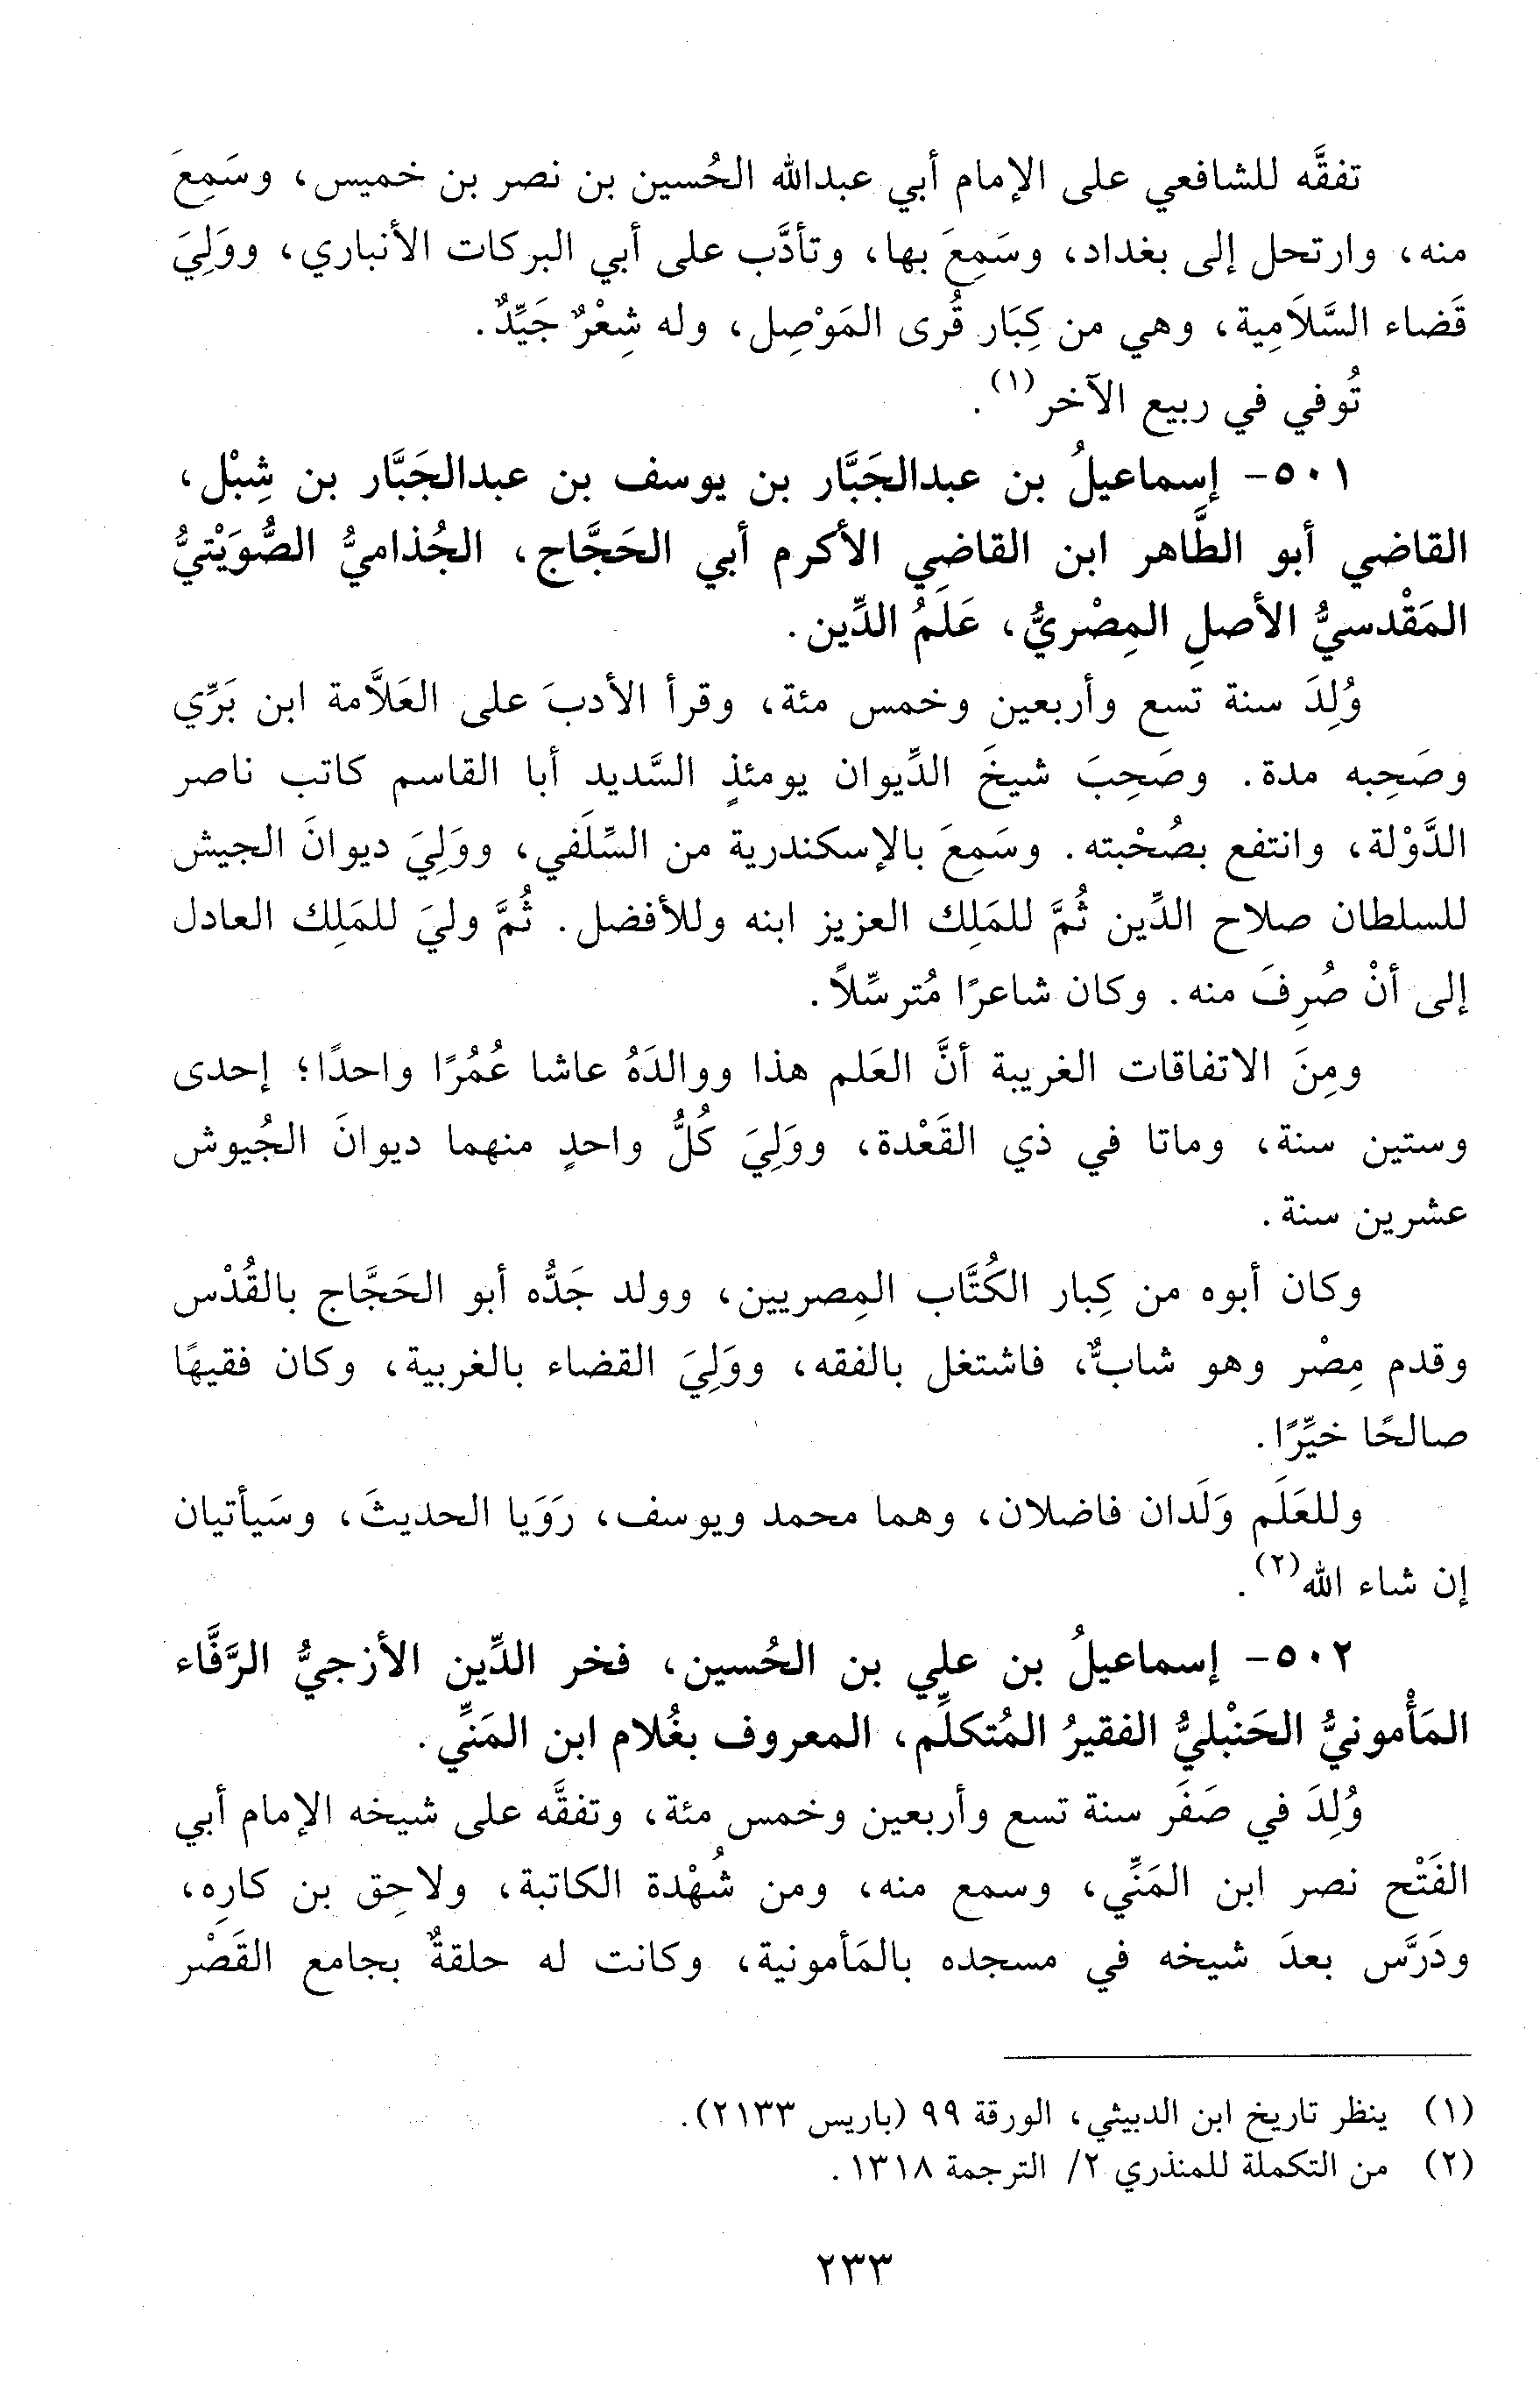 تفقَّه للشافعي على الإمام أبي عبدالله الحُسين بن نصر بن خميس، وسَمِعَ
منه، وارتحل إلى بغداد، وسَمِعَ بها، وتأدَّب على أبي البركات الأنباري، ووَلِيَ
قَضاء السَّلاَمِية، وهي من كِبَار قُرى المَوْصِل، وله شِعْرٌ جَيِّدٌ.
تُوفي في ربيع الآخر(١).
٥٠١- إسماعيلُ بن عبدالجَبَّار بن يوسف بن عبدالجَبَّار بن شِبْل،
القاضي أبو الطَّاهر ابن القاضي الأكرم أبي الحَجَّاج، الجُذاميُّ الصُّوَيْتيُّ
المَقْدسيُّ الأصلِ المِصْريُّ، عَلَمُ الدِّين.
وُلِدَ سنة تسع وأربعين وخمس مئة، وقرأ الأدبَ على العَلاَّمة ابن بَرِّي
وصَحِبه مدة. وصَحِبَ شيخَ الدِّيوان يومئذٍ السَّديد أبا القاسم كاتب ناصر
الدَّوْلة، وانتفع بصُحْبته. وسَمِعَ بالإسكندرية من السِّلَفي، ووَلِيَ ديوانَ الجيش
للسلطان صلاح الدِّين ثُمَّ للمَلِك العزيز ابنه وللأفضل. ثُمَّ وليَ للمَلِك العادل
إلى أنْ صُرِفَ منه. وكان شاعرًا مُترسِّلاً.
ومِنَ الاتفاقات الغريبة أنَّ العَلم هذا ووالدَهُ عاشا عُمُرًا واحدًا؛ إحدى
وستين سنة، وماتا في ذي القَعْدة، ووَلِيَ كُلُّ واحدٍ منهما ديوانَ الجُيوش
عشرين سنة.
وكان أبوه من كِبار الكُتَّاب المِصريين، وولد جَدُّه أبو الحَجَّاج بالقُدْس
وقدم مِصْر وهو شابٌّ، فاشتغل بالفقه، ووَلِيَ القضاء بالغربية، وكان فقيهًا
صالحًا خيِّرًا.
وللعَلَم وَلَدان فاضلان، وهما محمد ويوسف، رَوَيا الحديثَ، وسَيأتيان
إن شاء الله(٢).
٥٠٢- إسماعيلُ بن علي بن الحُسين، فخر الدِّين الأزجيُّ الرَّفَّاء
المَأْمونيُّ الحَنْبليُّ الفقيرُ المُتكلِّم، المعروف بغُلام ابن المَنِّي.
وُلِدَ في صَفَر سنة تسع وأربعين وخمس مئة، وتفقَّه على شيخه الإمام أبي
الفَتْح نصر ابن المَنِّي، وسمع منه، ومن شُهْدة الكاتبة، ولاحِق بن كارِه،
ودَرَّس بعدَ شيخه في مسجده بالمَأمونية، وكانت له حلقةٌ بجامع القَصْر
(١) ينظر تاريخ ابن الدبيثي، الورقة ٩٩ (باريس ٢١٣٣).
(٢) من التكملة للمنذري ٢/ الترجمة ١٣١٨.
٢٣٣